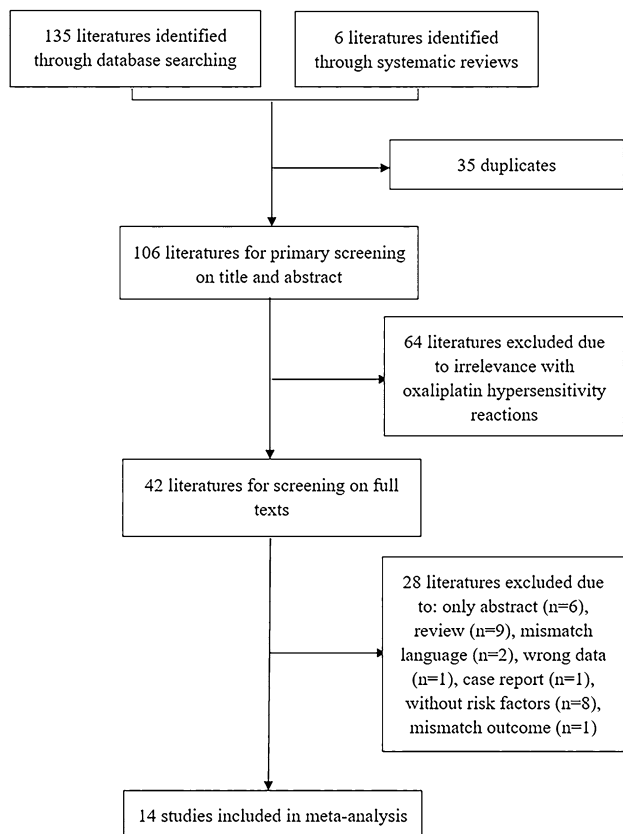 135 literatures identified
through database searching
6 literatures identified
through systematic reviews
35 duplicates
106 literatures for primary screening
on title and abstract
64 literatures excluded due
to irrelevance with
oxaliplatin hypersensitivity
reactions
42 literatures for screening on full
texts
28 literatures excluded due
to: only abstract (n=6),
review (n=9), mismatch
language (n=2), wrong data
(n=1), case report (n=1),
without risk factors (n=8),
mismatch outcome (n=1)
14 studies included in meta-analysis